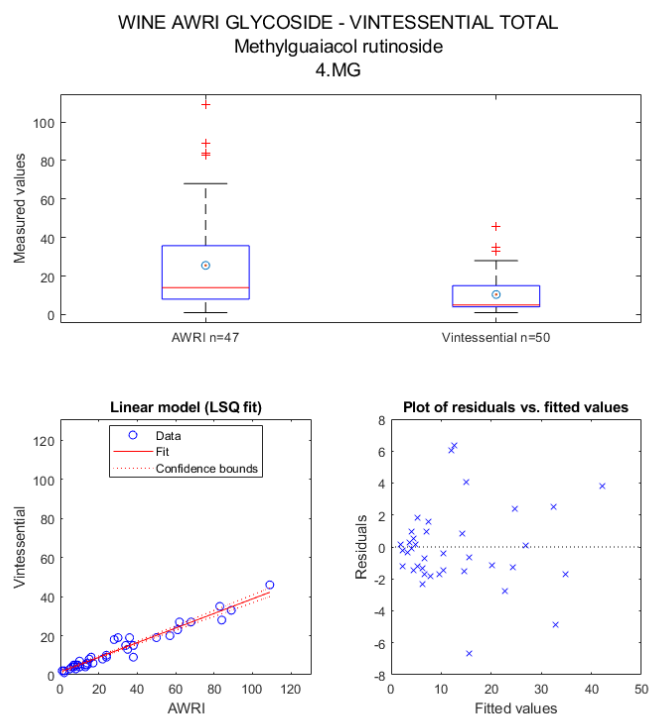 WINE AWRI GLYCOSIDE - VINTESSENTIAL TOTAL
Methylguaiacol rutinoside
4.MG
Measured values
100
80
60
40
20
0
AWRI n=47
Vintessential n=50
Linear model (LSQ fit)
Data
Fit
Confidence bounds
Vintessential
120
100
80
60
40
20
0
0
20
40
60
80
100
120
AWRI
Plot of residuals vs. fitted values
Residuals
8
6
4
2
0
-2
-4
-6
-8
0
10
20
30
40
50
Fitted values